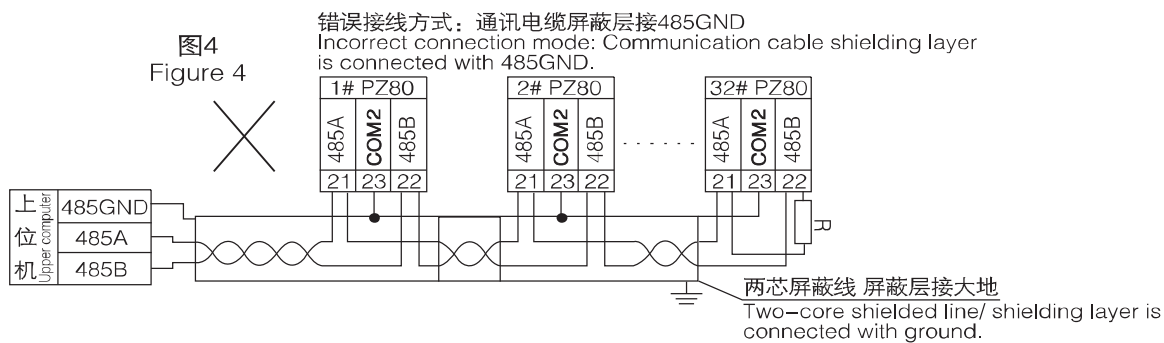 错误接线方式：通讯电缆屏蔽层接485GND
Incorrect connection mode: Communication cable shielding layer
is connected with 485GND.
图4
Figure 4
1# PZ80
485A COM2 485B
21 23 22
2# PZ80
485A COM2 485B
21 23 22
32# PZ80
485A COM2 485B
21 23 22
上位机
Upper computer
485GND
485A
485B
R
两芯屏蔽线 屏蔽层接大地
Two-core shielded line/ shielding layer is
connected with ground.